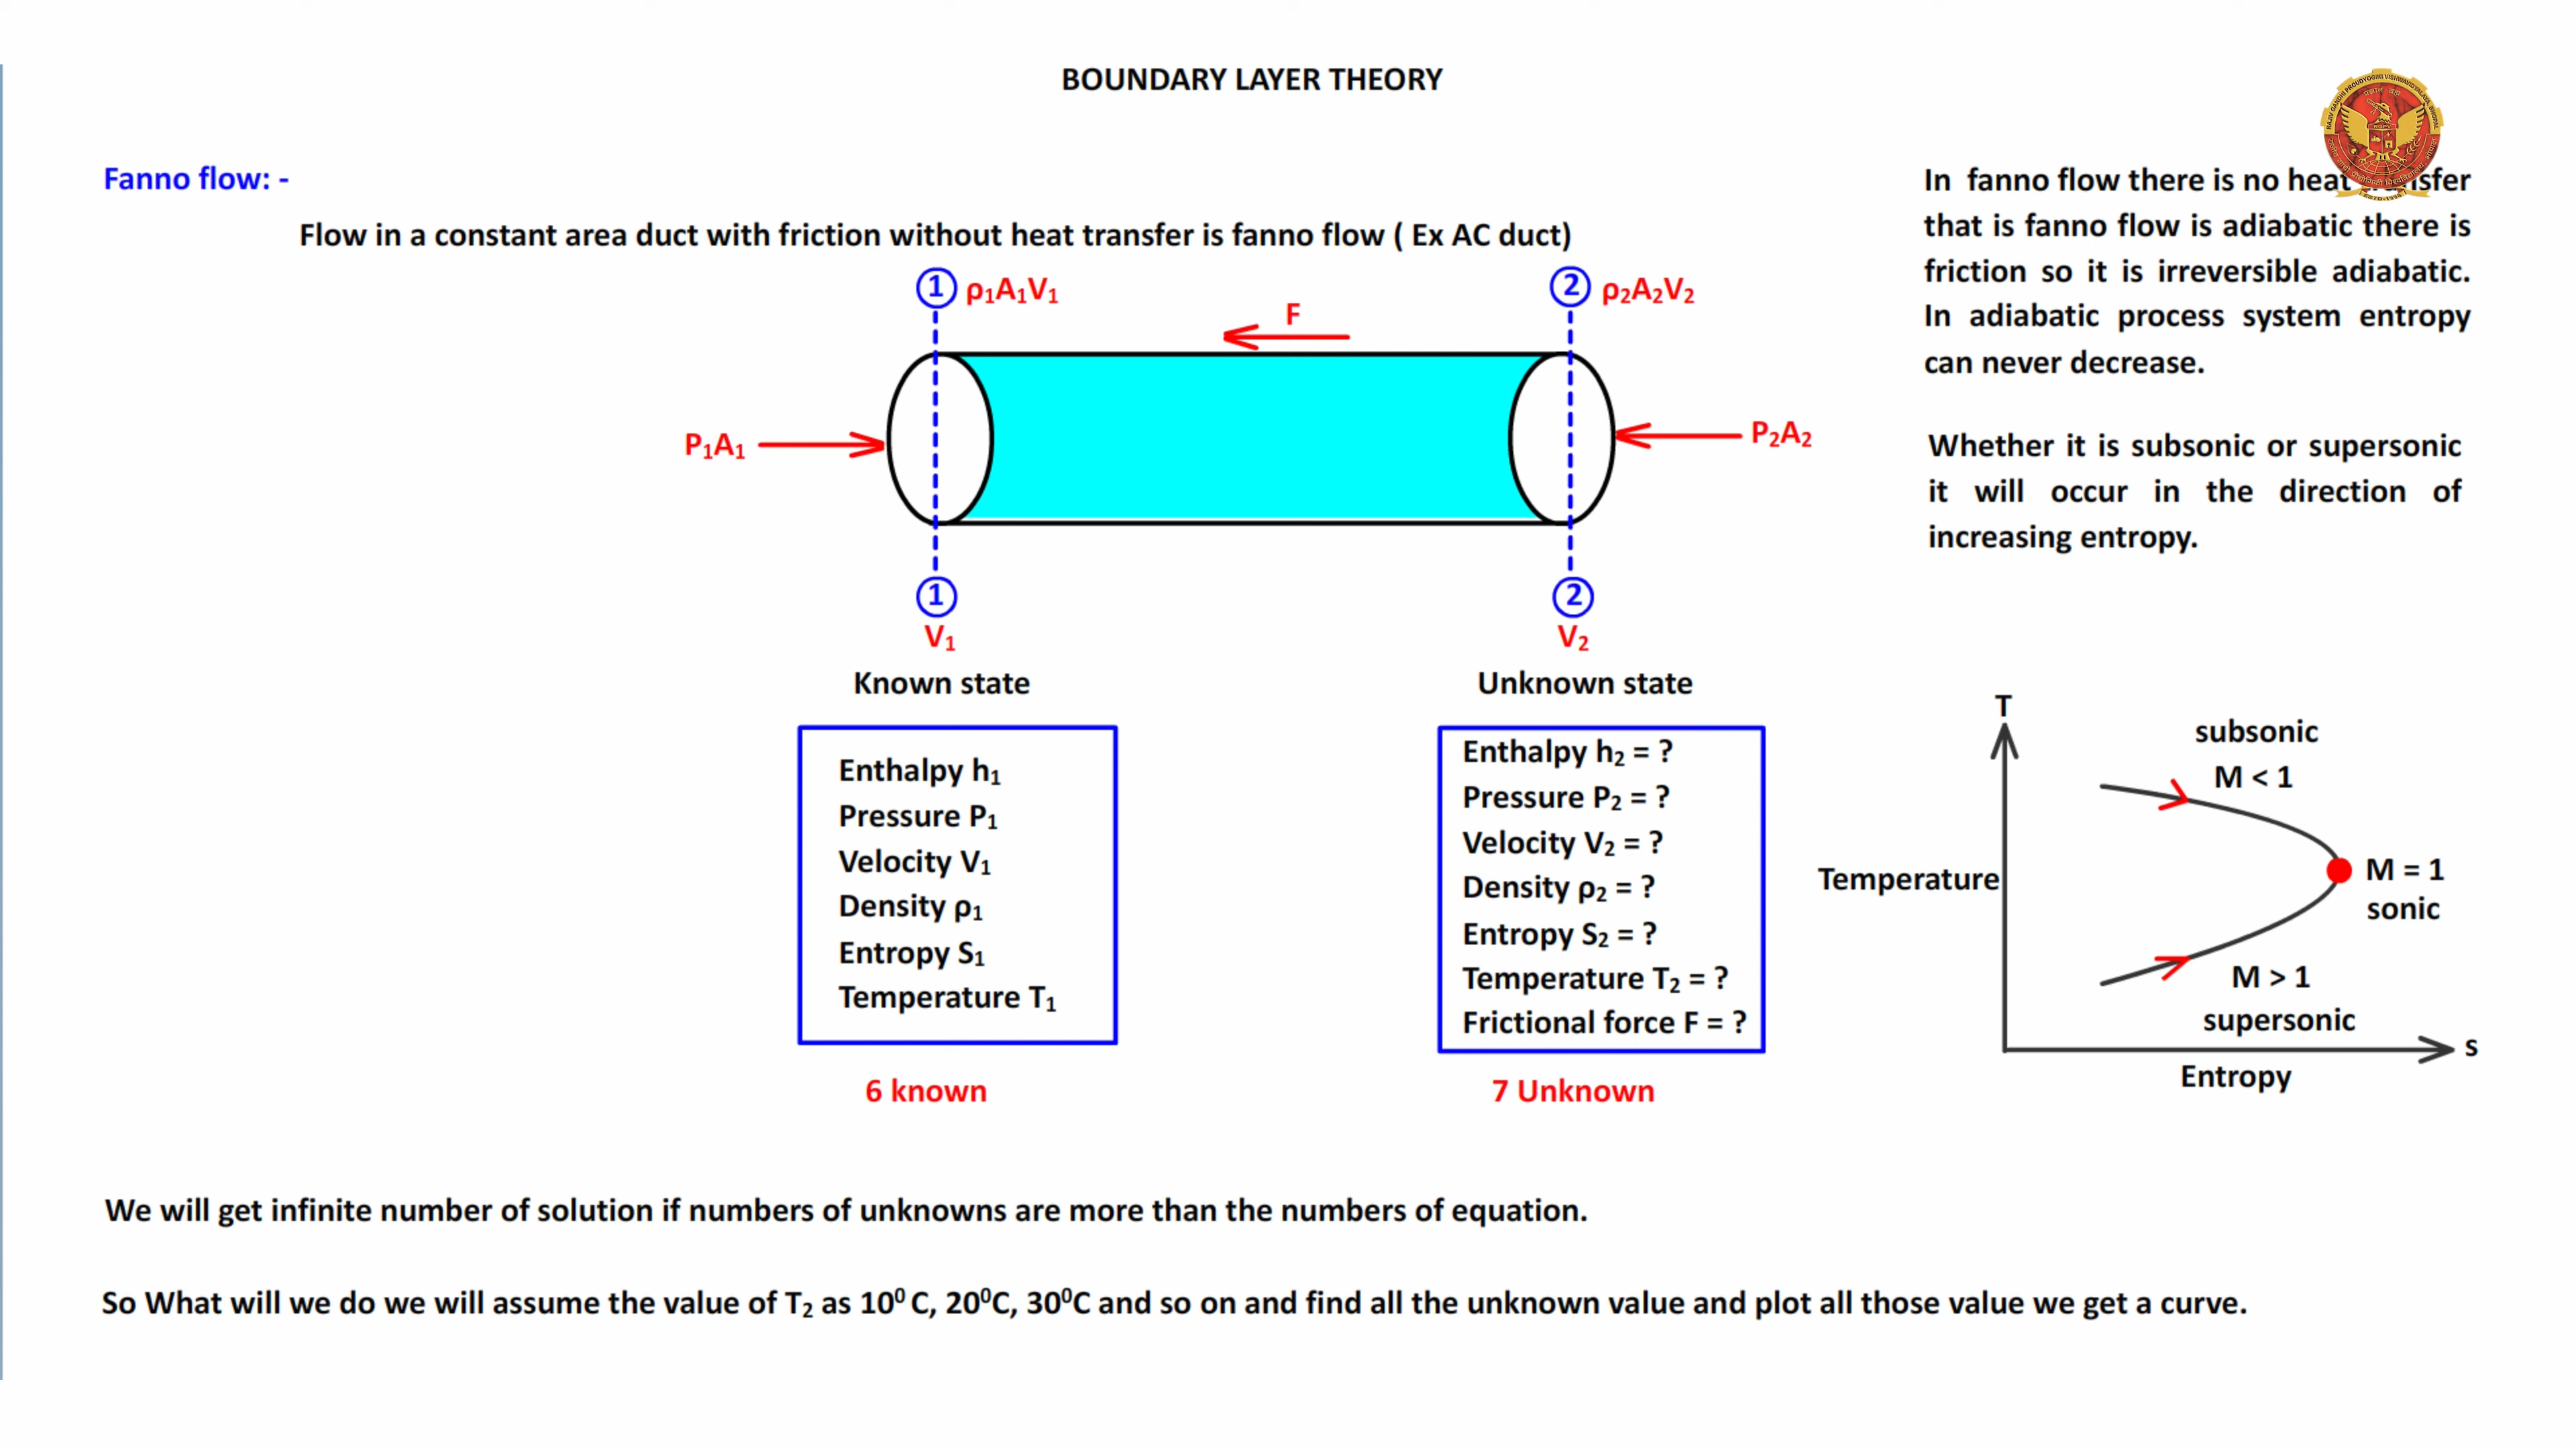 BOUNDARY LAYER THEORY
Fanno flow: -
Flow in a constant area duct with friction without heat transfer is fanno flow ( Ex AC duct)
1 ρ₁A₁V₁
2 ρ₂A₂V₂
F
P₁A₁
P₂A₂
1
V₁
2
V₂
Known state
Enthalpy h₁
Pressure P₁
Velocity V₁
Density ρ₁
Entropy S₁
Temperature T₁
6 known
Unknown state
Enthalpy h₂ = ?
Pressure P₂ = ?
Velocity V₂ = ?
Density ρ₂ = ?
Entropy S₂ = ?
Temperature T₂ = ?
Frictional force F = ?
7 Unknown
In fanno flow there is no heat
that is fanno flow is adiabatic there is
friction so it is irreversible adiabatic.
In adiabatic process system entropy
can never decrease.
Whether it is subsonic or supersonic
it will occur in the direction of
increasing entropy.
T
subsonic
M < 1
Temperature
M = 1
sonic
M > 1
supersonic
s
Entropy
We will get infinite number of solution if numbers of unknowns are more than the numbers of equation.
So What will we do we will assume the value of T₂ as 10⁰ C, 20⁰C, 30⁰C and so on and find all the unknown value and plot all those value we get a curve.